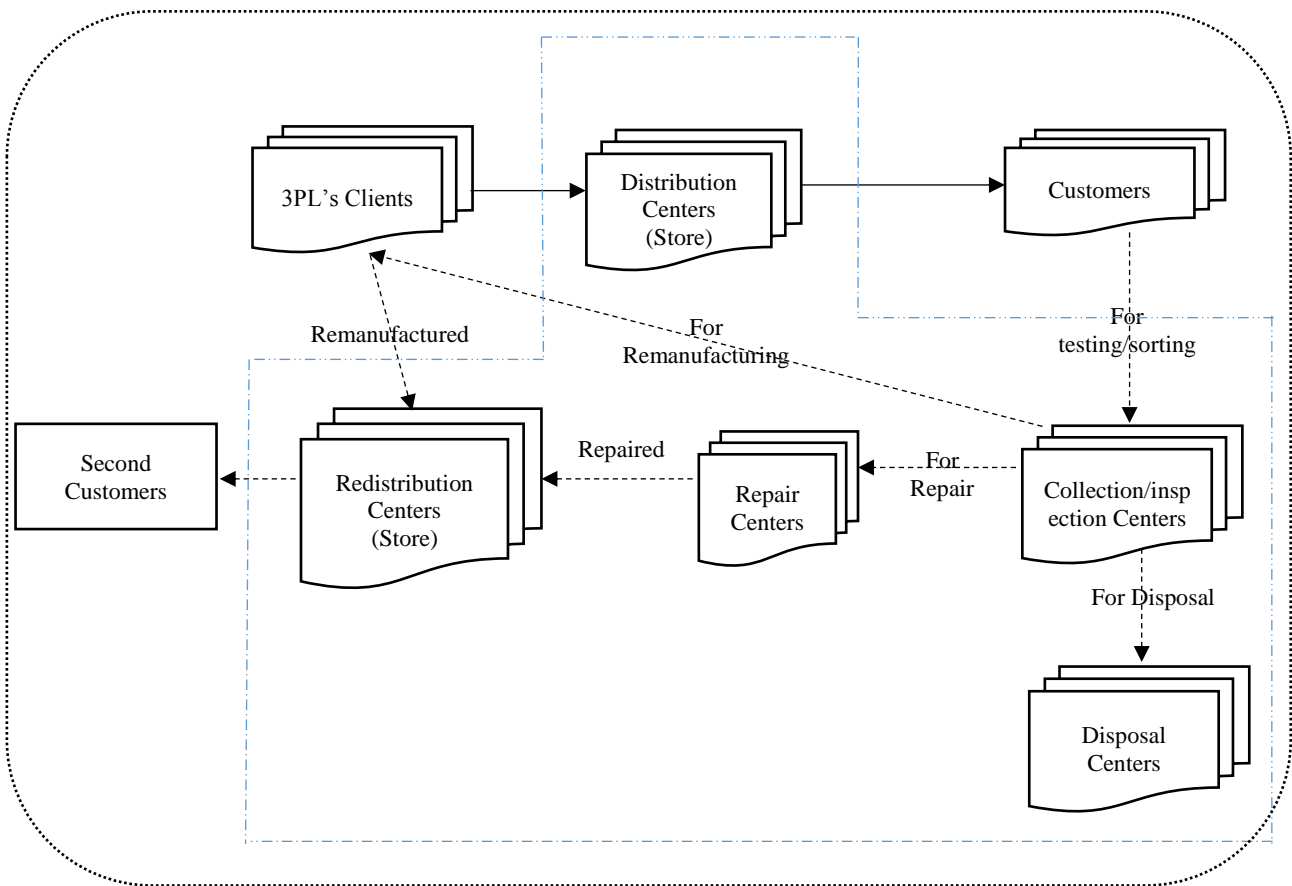 3PL’s Clients
Distribution
Centers
(Store)
Customers
Remanufactured
For
Remanufacturing
For
testing/sorting
Second
Customers
Redistribution
Centers
(Store)
Repaired
Repair
Centers
For
Repair
Collection/insp
ection Centers
For Disposal
Disposal
Centers